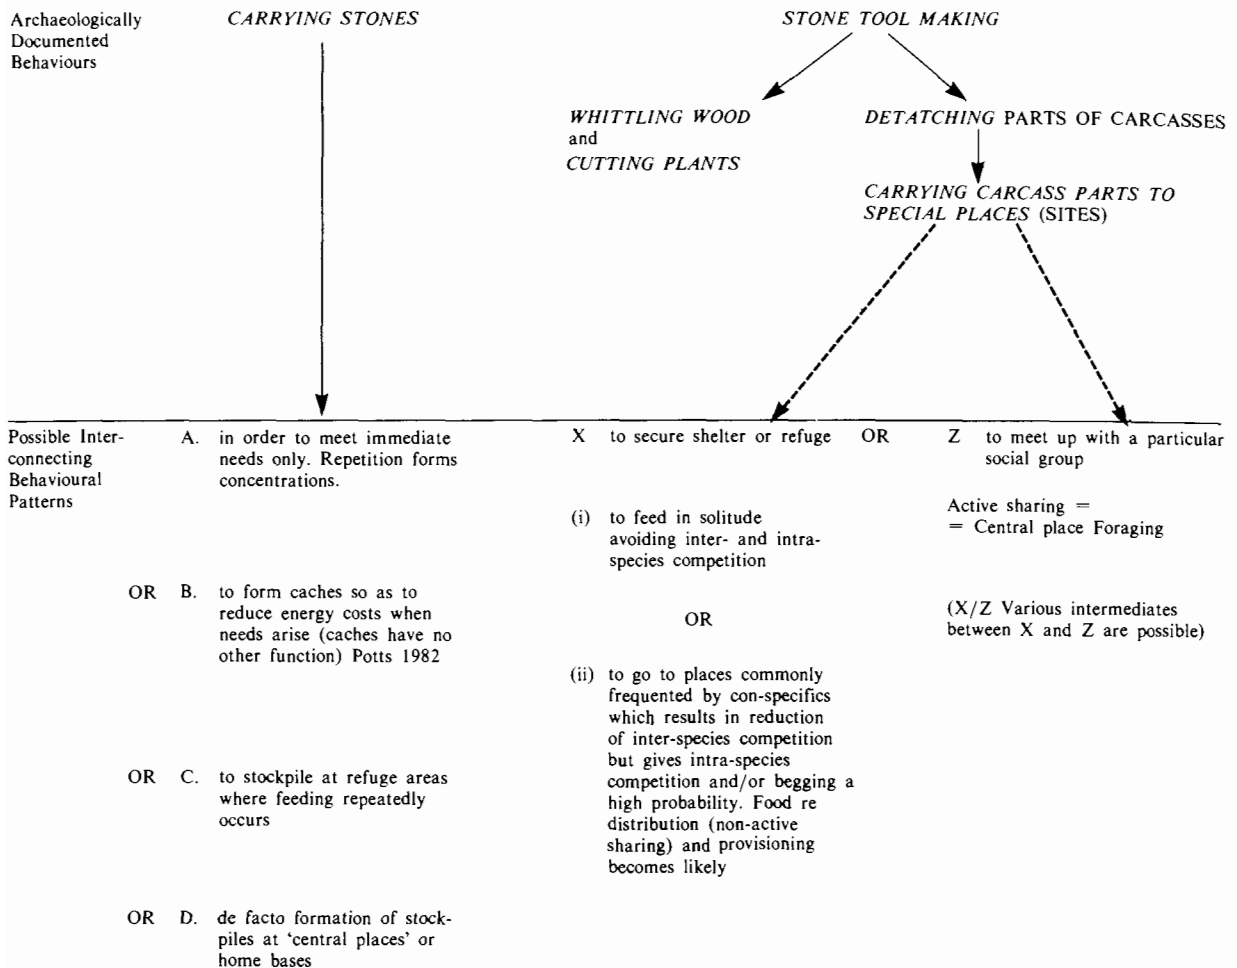 Archaeologically
Documented
Behaviours
CARRYING STONES
STONE TOOL MAKING
WHITTLING WOOD
and
CUTTING PLANTS
DETATCHING PARTS OF CARCASSES
CARRYING CARCASS PARTS TO
SPECIAL PLACES (SITES)
Possible Inter-
connecting
Behavioural
Patterns
A. in order to meet immediate
needs only. Repetition forms
concentrations.
OR B. to form caches so as to
reduce energy costs when
needs arise (caches have no
other function) Potts 1982
OR C. to stockpile at refuge areas
where feeding repeatedly
occurs
OR D. de facto formation of stock-
piles at ‘central places’ or
home bases
X to secure shelter or refuge
(i) to feed in solitude
avoiding inter- and intra-
species competition
OR
(ii) to go to places commonly
frequented by con-specifics
which results in reduction
of inter-species competition
but gives intra-species
competition and/or begging a
high probability. Food re
distribution (non-active
sharing) and provisioning
becomes likely
OR
Z to meet up with a particular
social group
Active sharing =
= Central place Foraging
(X/Z Various intermediates
between X and Z are possible)